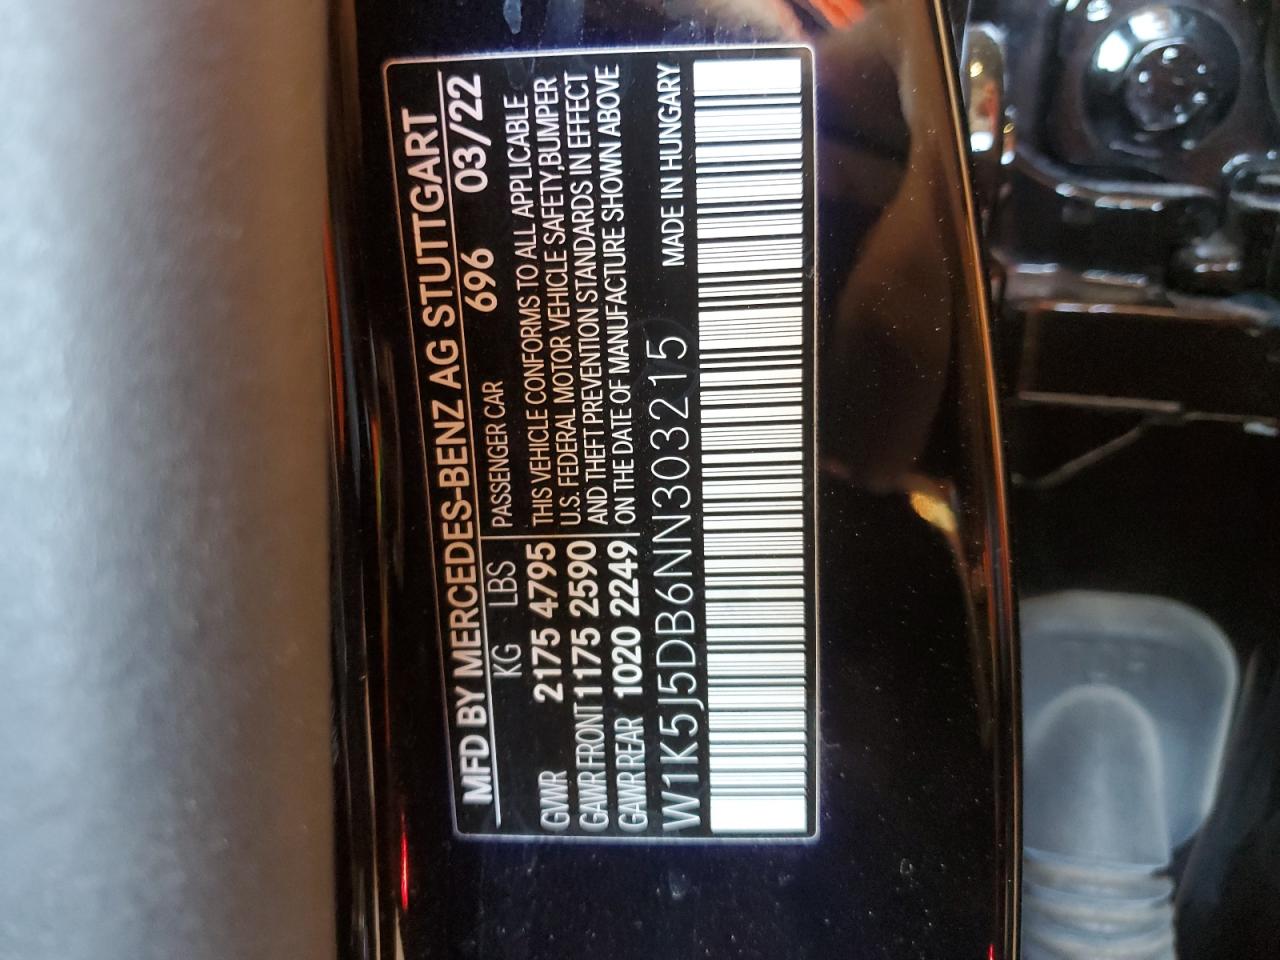 MFD BY MERCEDES-BENZ AG STUTTGART
KG LBS 696 03/22
GVWR 2175 4795
GAWR FRONT 1175 2590
GAWR REAR 1020 2249
PASSENGER CAR
THIS VEHICLE CONFORMS TO ALL APPLICABLE
U.S. FEDERAL MOTOR VEHICLE SAFETY,BUMPER
AND THEFT PREVENTION STANDARDS IN EFFECT
ON THE DATE OF MANUFACTURE SHOWN ABOVE
W1K5J5DB6NN303215 MADE IN HUNGARY